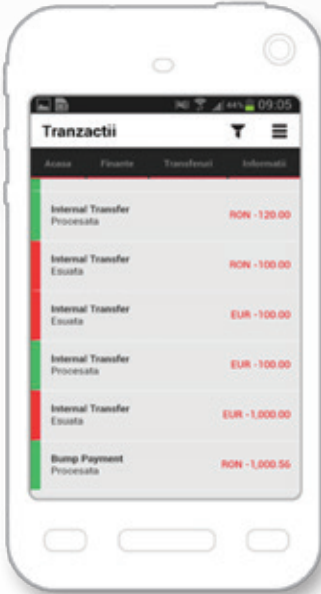 44% 09:05
Tranzactii
Acasa Finante Transferuri Informatii
Internal Transfer
Procesata
RON -120.00
Internal Transfer
Esuata
RON -100.00
Internal Transfer
Esuata
EUR -100.00
Internal Transfer
Procesata
EUR -100.00
Internal Transfer
Esuata
EUR -1,000.00
Bump Payment
Procesata
RON -1,000.56